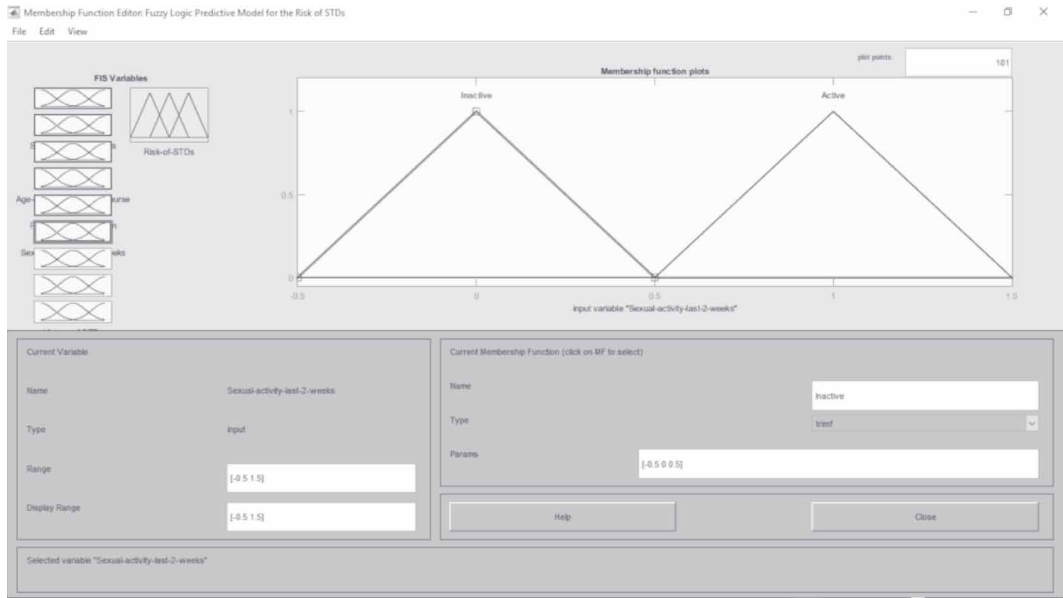 Membership Function Editor: Fuzzy Logic Predictive Model for the Risk of STDs
File Edit View
FIS Variables
Risk-of-STDs
Membership function plots
plot points:
181
Inactive
Active
1
0.5
0
-0.5 0 0.5 1 1.5
input variable "Sexual-activity-last-2-weeks"
Current Variable
Name Sexual-activity-last-2-weeks
Type input
Range [-0.5 1.5]
Display Range [-0.5 1.5]
Current Membership Function (click on MF to select)
Name Inactive
Type trimf
Params [-0.5 0 0.5]
Help
Close
Selected variable "Sexual-activity-last-2-weeks"